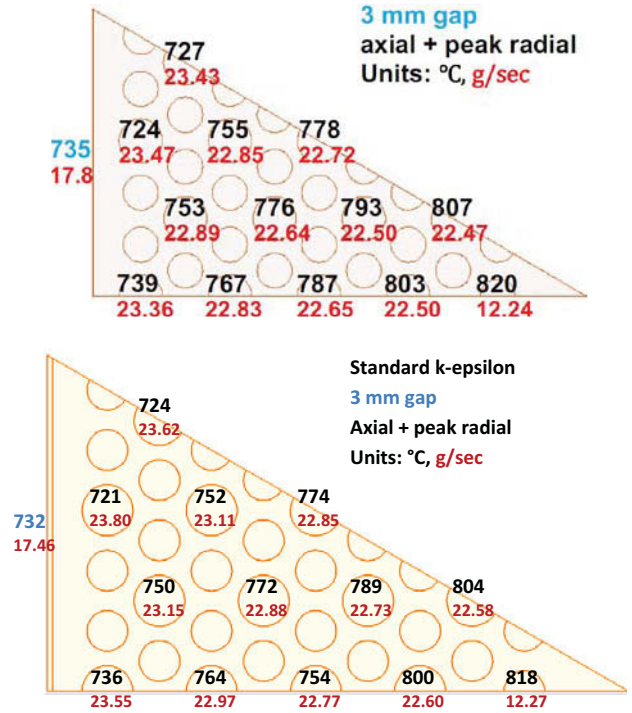 3 mm gap
axial + peak radial
Units: °C, g/sec
727
23.43
724 755 778
23.47 22.85 22.72
735
17.8
753 776 793 807
22.89 22.64 22.50 22.47
739 767 787 803 820
23.36 22.83 22.65 22.50 12.24
Standard k-epsilon
3 mm gap
Axial + peak radial
Units: °C, g/sec
724
23.62
721 752 774
23.80 23.11 22.85
732
17.46
750 772 789 804
23.15 22.88 22.73 22.58
736 764 754 800 818
23.55 22.97 22.77 22.60 12.27